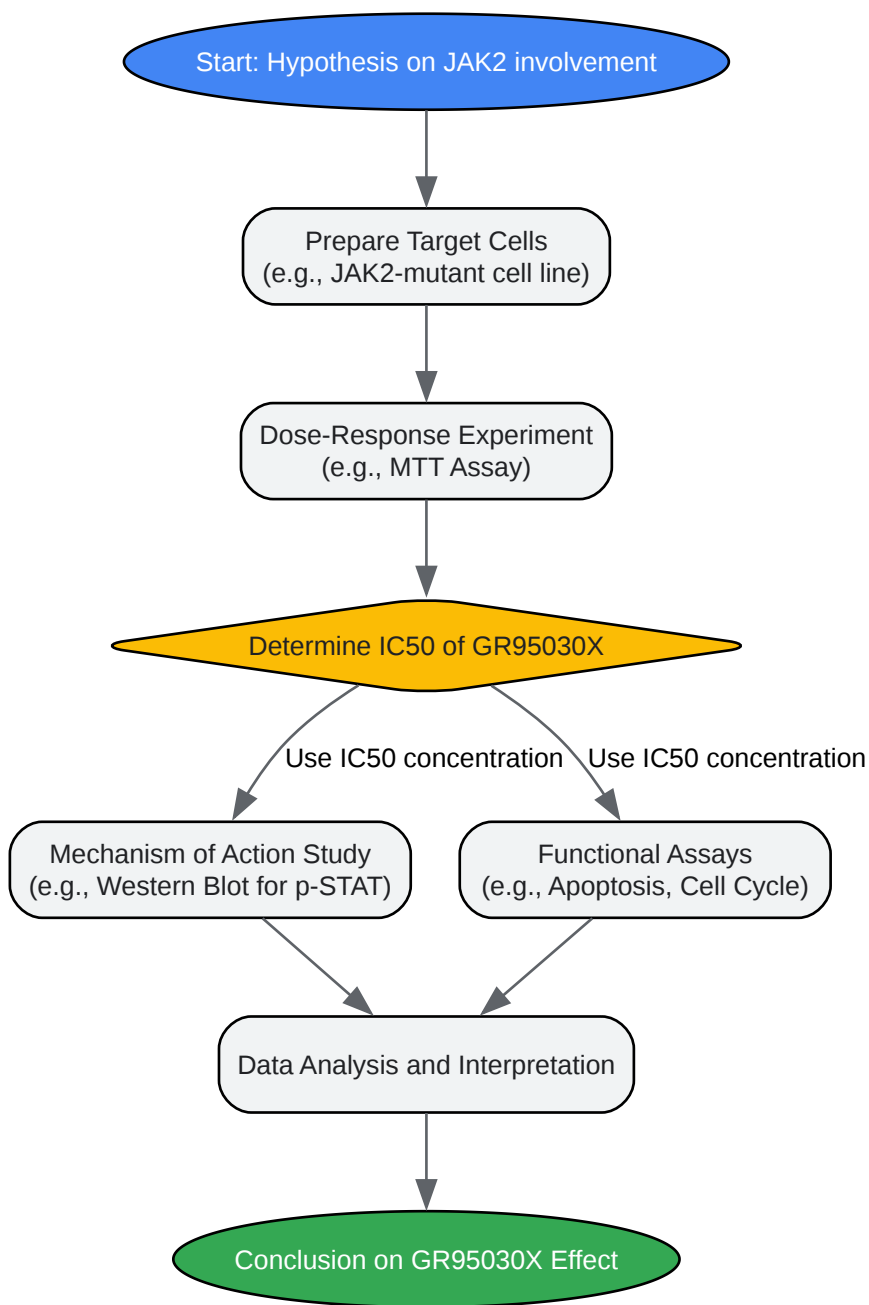 Start: Hypothesis on JAK2 involvement
Prepare Target Cells
(e.g., JAK2-mutant cell line)
Dose-Response Experiment
(e.g., MTT Assay)
Determine IC50 of GR95030X
Use IC50 concentration
Use IC50 concentration
Mechanism of Action Study
(e.g., Western Blot for p-STAT)
Functional Assays
(e.g., Apoptosis, Cell Cycle)
Data Analysis and Interpretation
Conclusion on GR95030X Effect